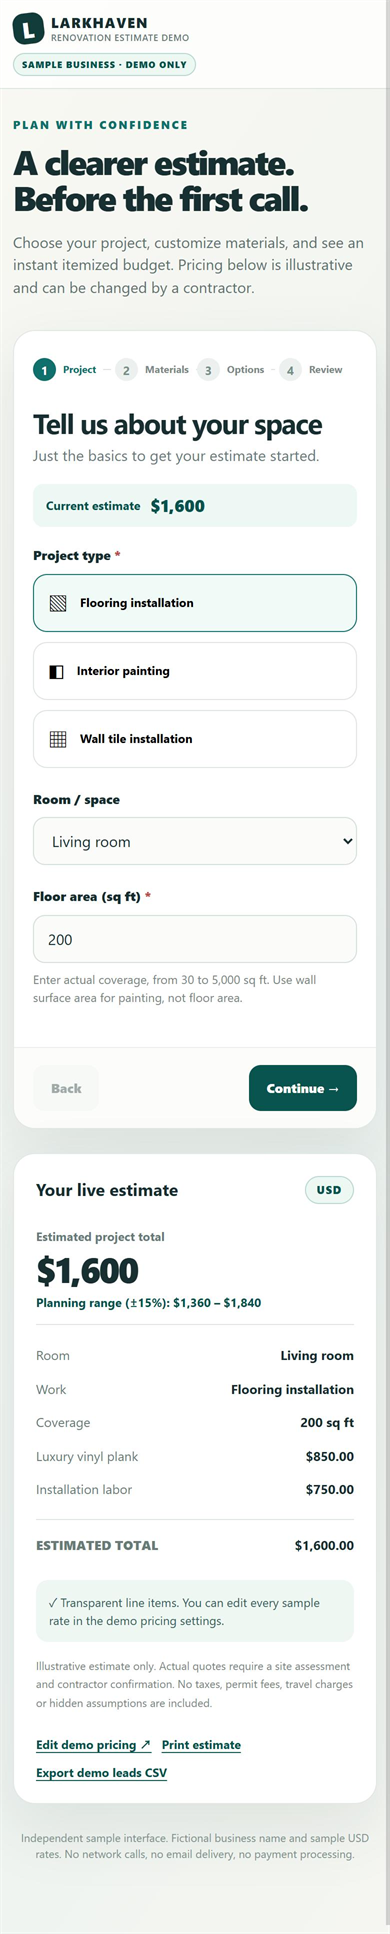 L LARKHAVEN
RENOVATION ESTIMATE DEMO
SAMPLE BUSINESS · DEMO ONLY
PLAN WITH CONFIDENCE
A clearer estimate.
Before the first call.
Choose your project, customize materials, and see an
instant itemized budget. Pricing below is illustrative
and can be changed by a contractor.
1 Project 2 Materials 3 Options 4 Review
Tell us about your space
Just the basics to get your estimate started.
Current estimate $1,600
Project type *
Flooring installation
Interior painting
Wall tile installation
Room / space
Living room
Floor area (sq ft) *
200
Enter actual coverage, from 30 to 5,000 sq ft. Use wall
surface area for painting, not floor area.
Back Continue →
Your live estimate USD
Estimated project total
$1,600
Planning range (±15%): $1,360 – $1,840
Room Living room
Work Flooring installation
Coverage 200 sq ft
Luxury vinyl plank $850.00
Installation labor $750.00
ESTIMATED TOTAL $1,600.00
✓ Transparent line items. You can edit every sample
rate in the demo pricing settings.
Illustrative estimate only. Actual quotes require a site assessment
and contractor confirmation. No taxes, permit fees, travel charges
or hidden assumptions are included.
Edit demo pricing ↗ Print estimate
Export demo leads CSV
Independent sample interface. Fictional business name and sample USD
rates. No network calls, no email delivery, no payment processing.